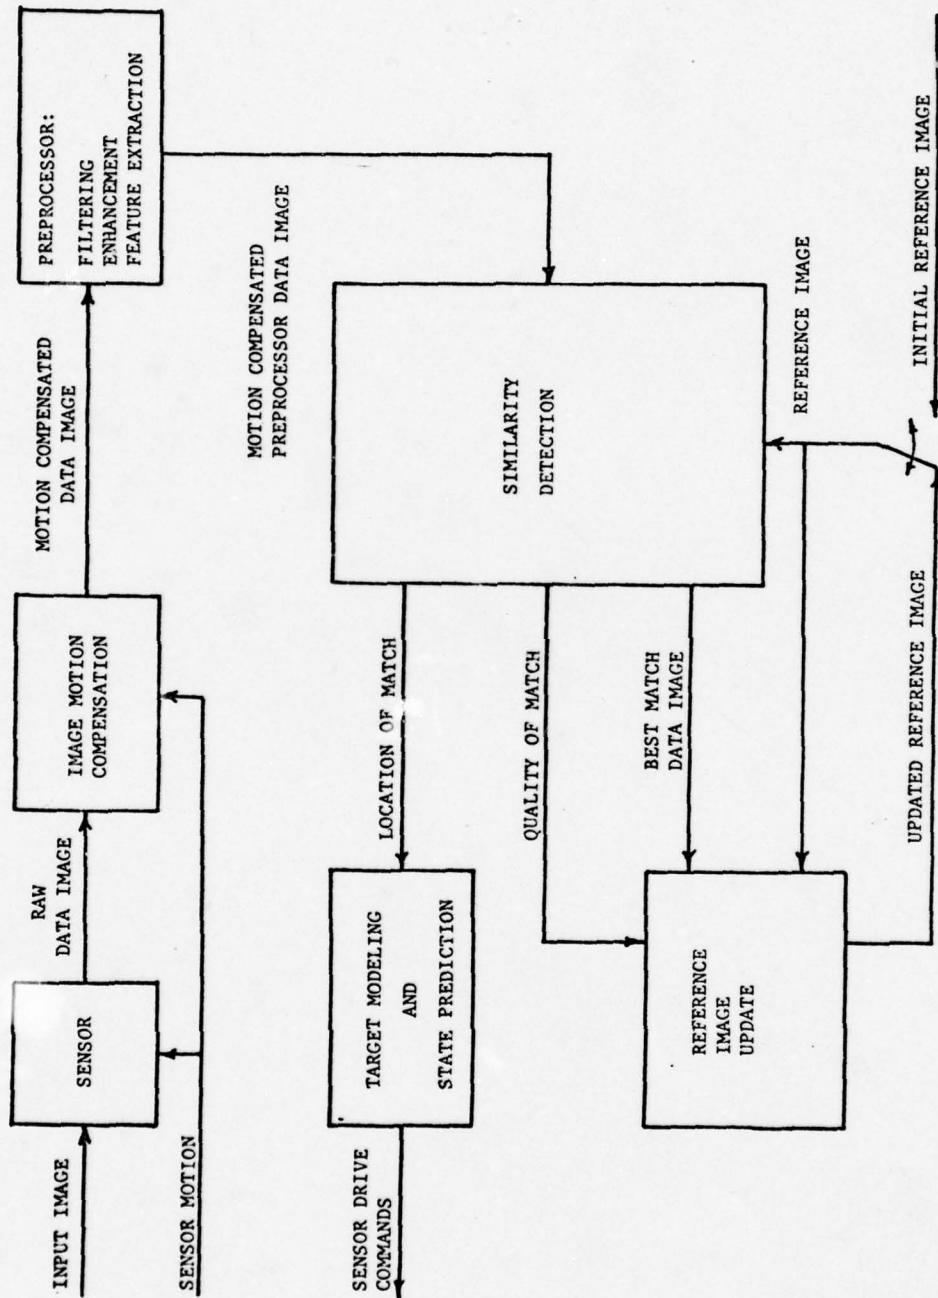 INPUT IMAGE
SENSOR MOTION
SENSOR
RAW
DATA IMAGE
IMAGE MOTION
COMPENSATION
MOTION COMPENSATED
DATA IMAGE
PREPROCESSOR:
FILTERING
ENHANCEMENT
FEATURE EXTRACTION
MOTION COMPENSATED
PREPROCESSOR DATA IMAGE
SENSOR DRIVE
COMMANDS
TARGET MODELING
AND
STATE PREDICTION
LOCATION OF MATCH
QUALITY OF MATCH
BEST MATCH
DATA IMAGE
SIMILARITY
DETECTION
REFERENCE IMAGE
REFERENCE
IMAGE
UPDATE
UPDATED REFERENCE IMAGE
INITIAL REFERENCE IMAGE